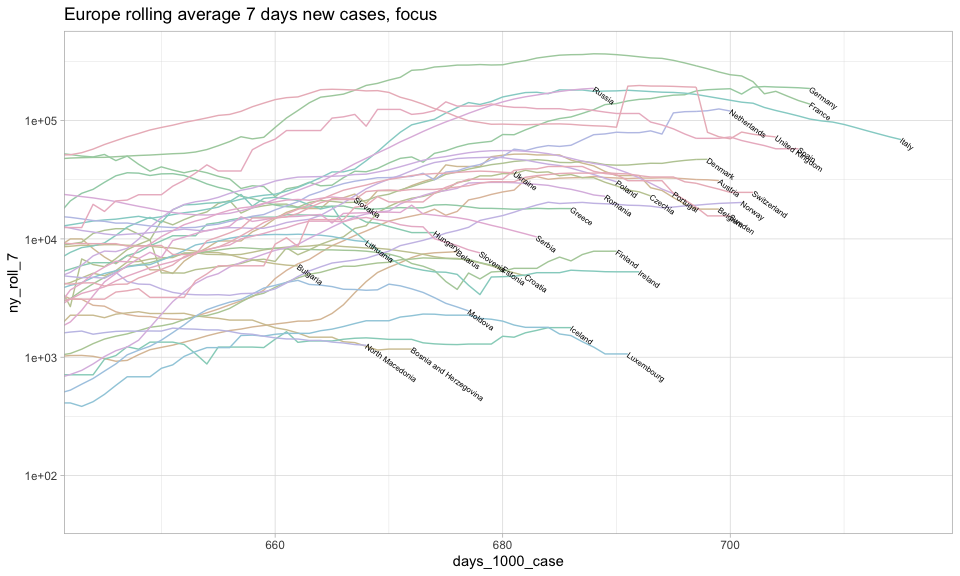 Europe rolling average 7 days new cases, focus
ny_roll_7
1e+05
1e+04
1e+03
1e+02
Germany
Russia
France
Netherlands
United Kingdom
Spain
Italy
Denmark
Ukraine
Austria
Poland
Portugal
Switzerland
Slovakia
Romania
Czechia
Norway
Greece
Belgium
Sweden
Hungary
Serbia
Lithuania
Belarus
Slovenia
Finland
Bulgaria
Estonia
Croatia
Ireland
Moldova
Iceland
North Macedonia
Bosnia and Herzegovina
Luxembourg
660
680
700
days_1000_case